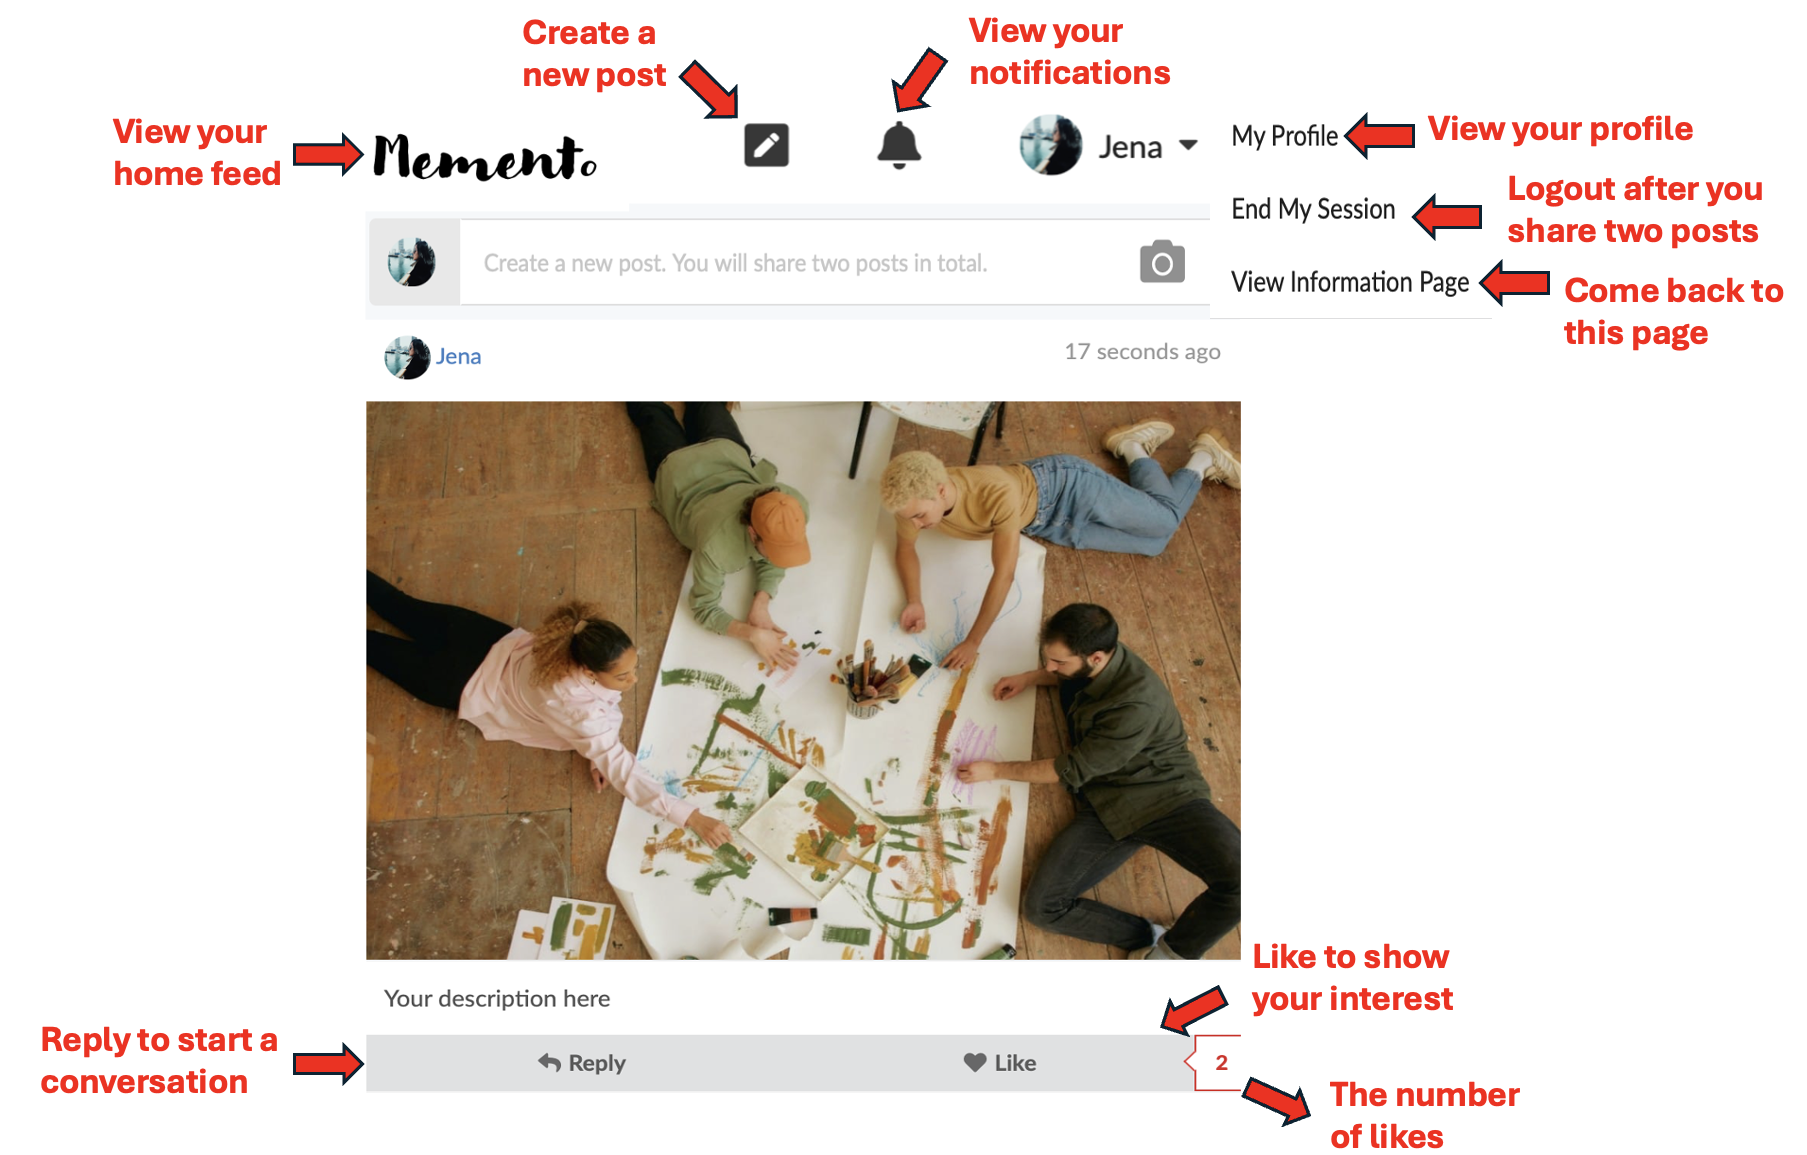 Create a
new post
View your
notifications
View your
home feed
Memento
Jena
My Profile
View your profile
End My Session
Logout after you
share two posts
View Information Page
Come back to
this page
Create a new post. You will share two posts in total.
Jena
17 seconds ago
Your description here
Like to show
your interest
Reply to start a
conversation
Reply
Like
2
The number
of likes